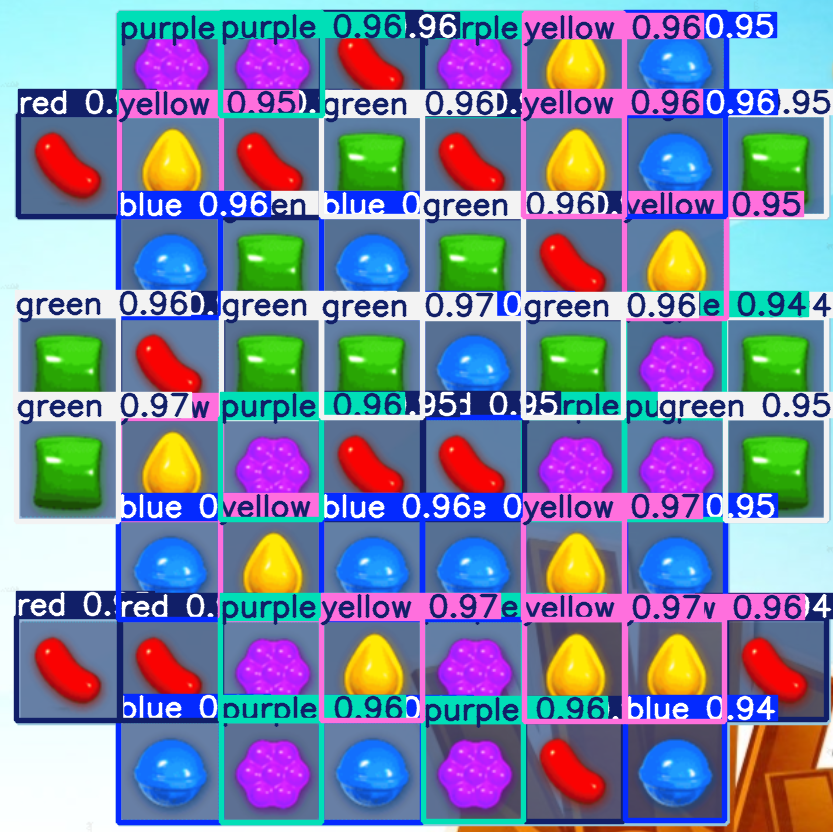 purple purple 0.96 .96 rple yellow 0.96 0.95
red 0. yellow 0.95 green 0.96 yellow 0.96 0.96 .95
blue 0.96 en blue 0 green 0.96 yellow 0.95
green 0.96 green green 0.97 green 0.96 e 0.94 4
green 0.97 w purple 0.96 .95 0.95 rple pu green 0.95
blue 0 yellow blue 0.96 0 yellow 0.97 0.95
red 0. red 0. purple yellow 0.97 e yellow 0.97 0.96 4
blue 0 purple 0.96 purple 0.96 blue 0.94